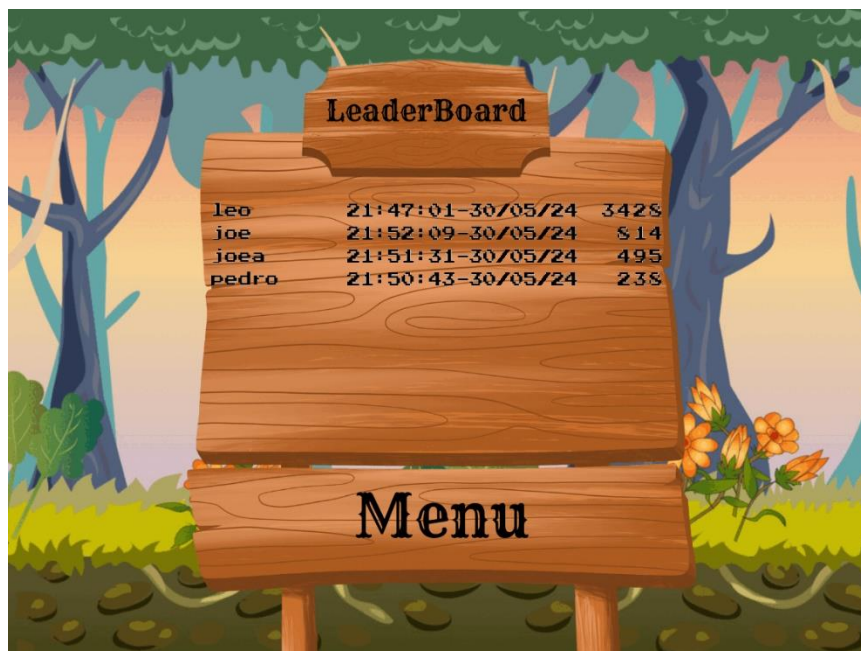 LeaderBoard
leo 21:47:01-30/05/24 3428
joe 21:52:09-30/05/24 814
joea 21:51:31-30/05/24 495
pedro 21:50:43-30/05/24 238
Menu